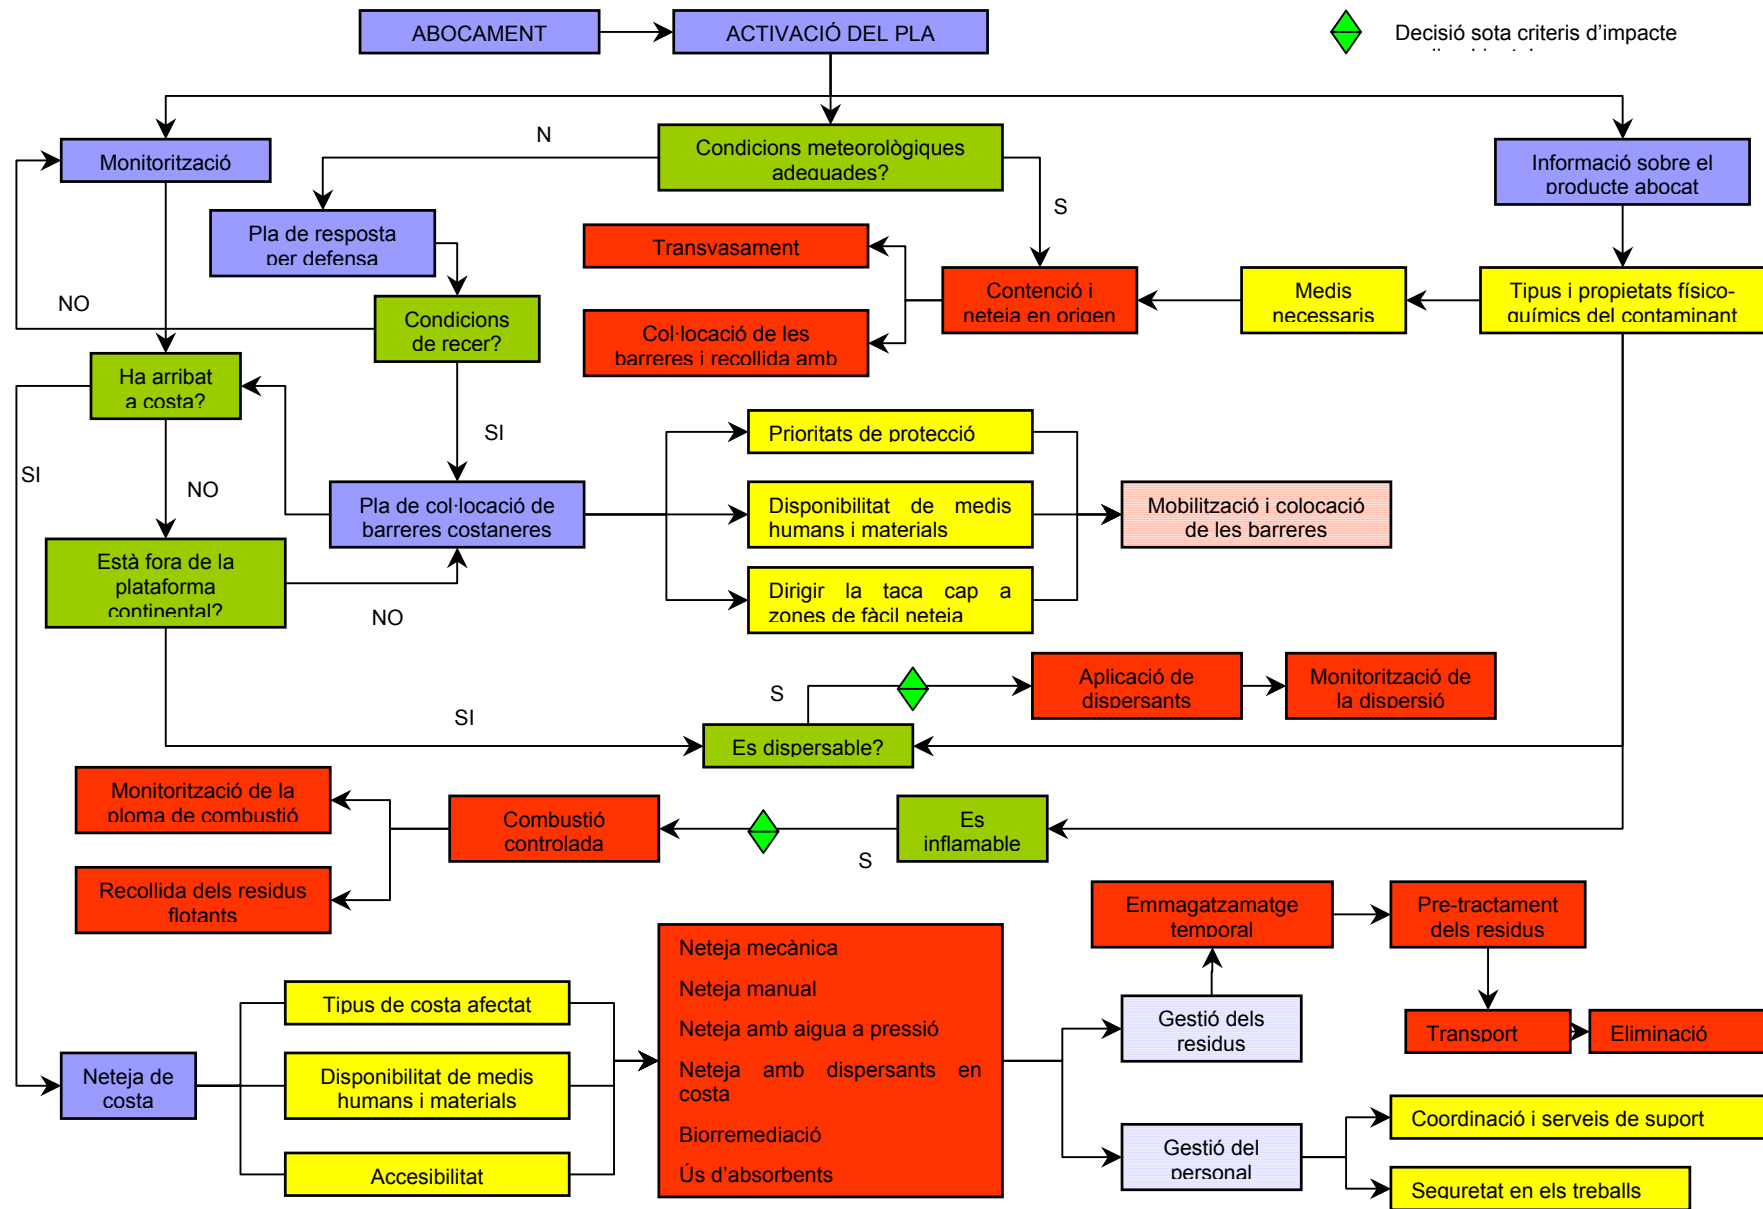 ABOCAMENT
ACTIVACIÓ DEL PLA
Decisió sota criteris d'impacte
N
Condicions meteorològiques
adequades?
Monitorització
Informació sobre el
producte abocat
S
Pla de resposta
per defensa
Transvasament
NO
Condicions
de recer?
Contenció i
neteja en origen
Medis
necessaris
Tipus i propietats físico-
químics del contaminant
Col·locació de les
barreres i recollida amb
Ha arribat
a costa?
SI
Prioritats de protecció
SI
NO
Pla de col·locació de
barreres costaneres
Disponibilitat de medis
humans i materials
Mobilització i colocació
de les barreres
Està fora de la
plataforma
continental?
Dirigir la taca cap a
zones de fàcil neteja
NO
Aplicació de
dispersants
Monitorització de
la dispersió
S
SI
Es dispersable?
Monitorització de la
ploma de combustió
Combustió
controlada
Es
inflamable
S
Recollida dels residus
flotants
Emmagatzamatge
temporal
Pre-tractament
dels residus
Neteja mecànica
Neteja manual
Neteja amb aigua a pressió
Neteja amb dispersants en
costa
Biorremediació
Ús d'absorbents
Tipus de costa afectat
Gestió dels
residus
Transport
Eliminació
Neteja de
costa
Disponibilitat de medis
humans i materials
Coordinació i serveis de suport
Gestió del
personal
Accesibilitat
Seguretat en els treballs